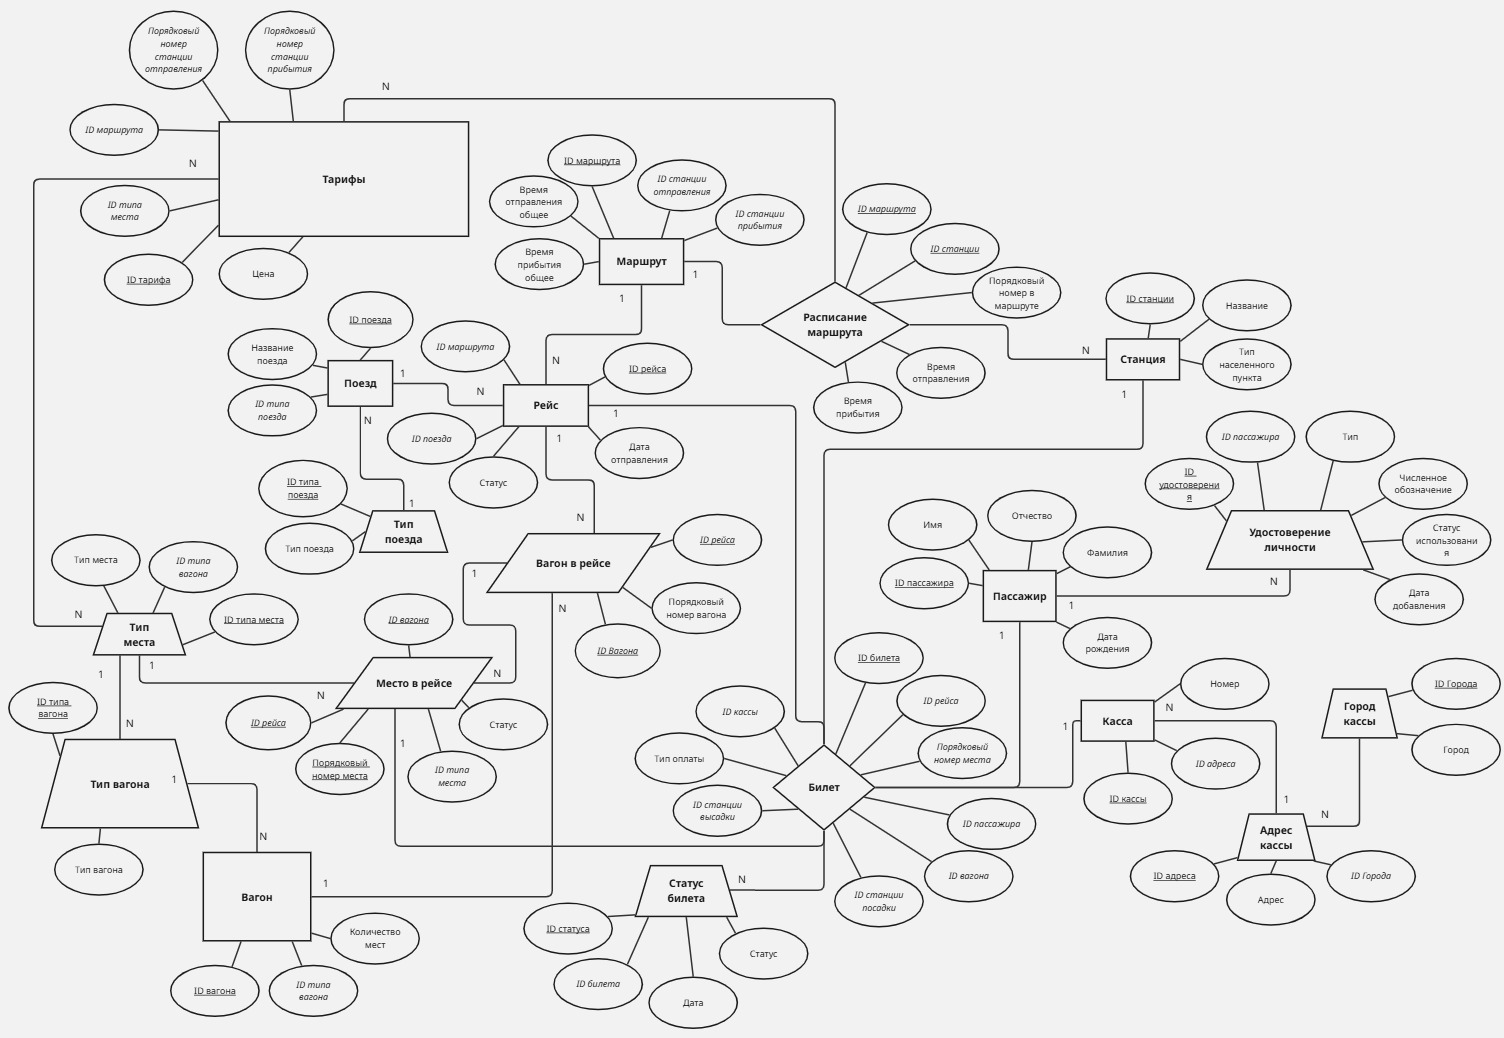 Порядковый
номер
станции
отправления
Порядковый
номер
станции
прибытия
N
ID маршрута
N
Тарифы
ID типа
места
ID тарифа
Цена
ID маршрута
Время
отправления
общее
ID станции
отправления
ID станции
прибытия
Время
прибытия
общее
Маршрут
1
1
ID маршрута
ID станции
Порядковый
номер в
маршруте
Расписание
маршрута
Время
отправления
Время
прибытия
N
ID станции
Название
Станция
Тип
населенного
пункта
1
ID поезда
Название
поезда
ID типа
поезда
Поезд
1
N
ID маршрута
N
ID рейса
Рейс
1
ID поезда
Статус
1
Дата
отправления
N
ID типа
поезда
Тип поезда
1
Тип
поезда
ID пассажира
Тип
ID
удостоверени
я
Численное
обозначение
Статус
использовани
я
Удостоверение
личности
Дата
добавления
N
Имя
Отчество
Фамилия
ID пассажира
Пассажир
1
1
Дата
рождения
N
Вагон в рейсе
1
N
ID рейса
Порядковый
номер вагона
ID Вагона
Тип места
ID типа
вагона
N
Тип
места
ID типа места
1
1
ID вагона
Место в рейсе
N
N
ID рейса
Порядковый
номер места
ID типа
места
Статус
1
ID типа
вагона
N
Тип вагона
1
Тип вагона
N
Вагон
1
Количество
мест
ID вагона
ID типа
вагона
ID билета
ID кассы
ID рейса
Тип оплаты
Порядковый
номер места
ID станции
высадки
Билет
ID пассажира
ID вагона
ID станции
посадки
Статус
билета
N
ID статуса
ID билета
Дата
Статус
Номер
1
Касса
N
ID адреса
ID кассы
ID Города
Город
кассы
Город
1
N
Адрес
кассы
ID адреса
Адрес
ID Города